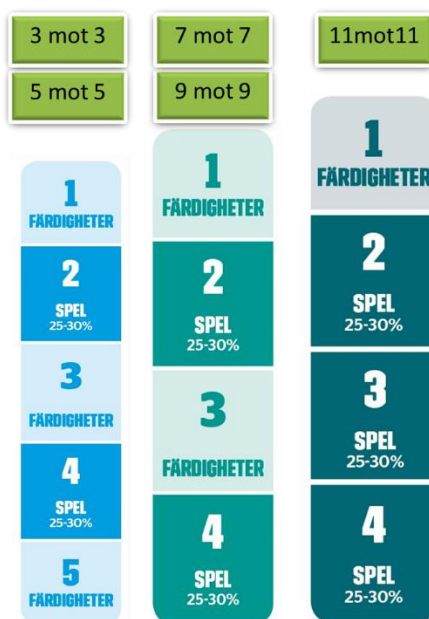 3 mot 3
5 mot 5
1
FÄRDIGHETER
2
SPEL
25-30%
3
FÄRDIGHETER
4
SPEL
25-30%
5
FÄRDIGHETER
7 mot 7
9 mot 9
1
FÄRDIGHETER
2
SPEL
25-30%
3
FÄRDIGHETER
4
SPEL
25-30%
11mot11
1
FÄRDIGHETER
2
SPEL
25-30%
3
SPEL
25-30%
4
SPEL
25-30%